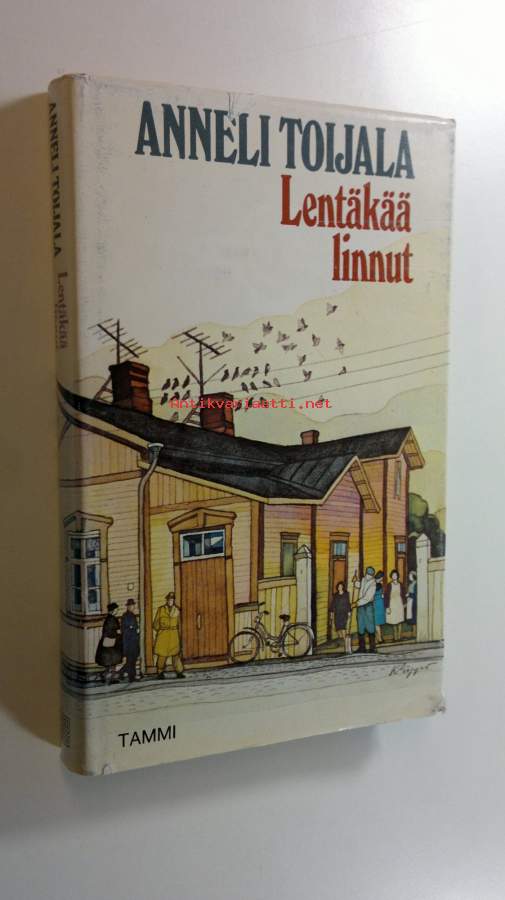 ANNELI TOIJALA
Lentäkää
linnut
Antikvariaatti.net
TAMMI
ANNELI TOIJALA
Lentäkää